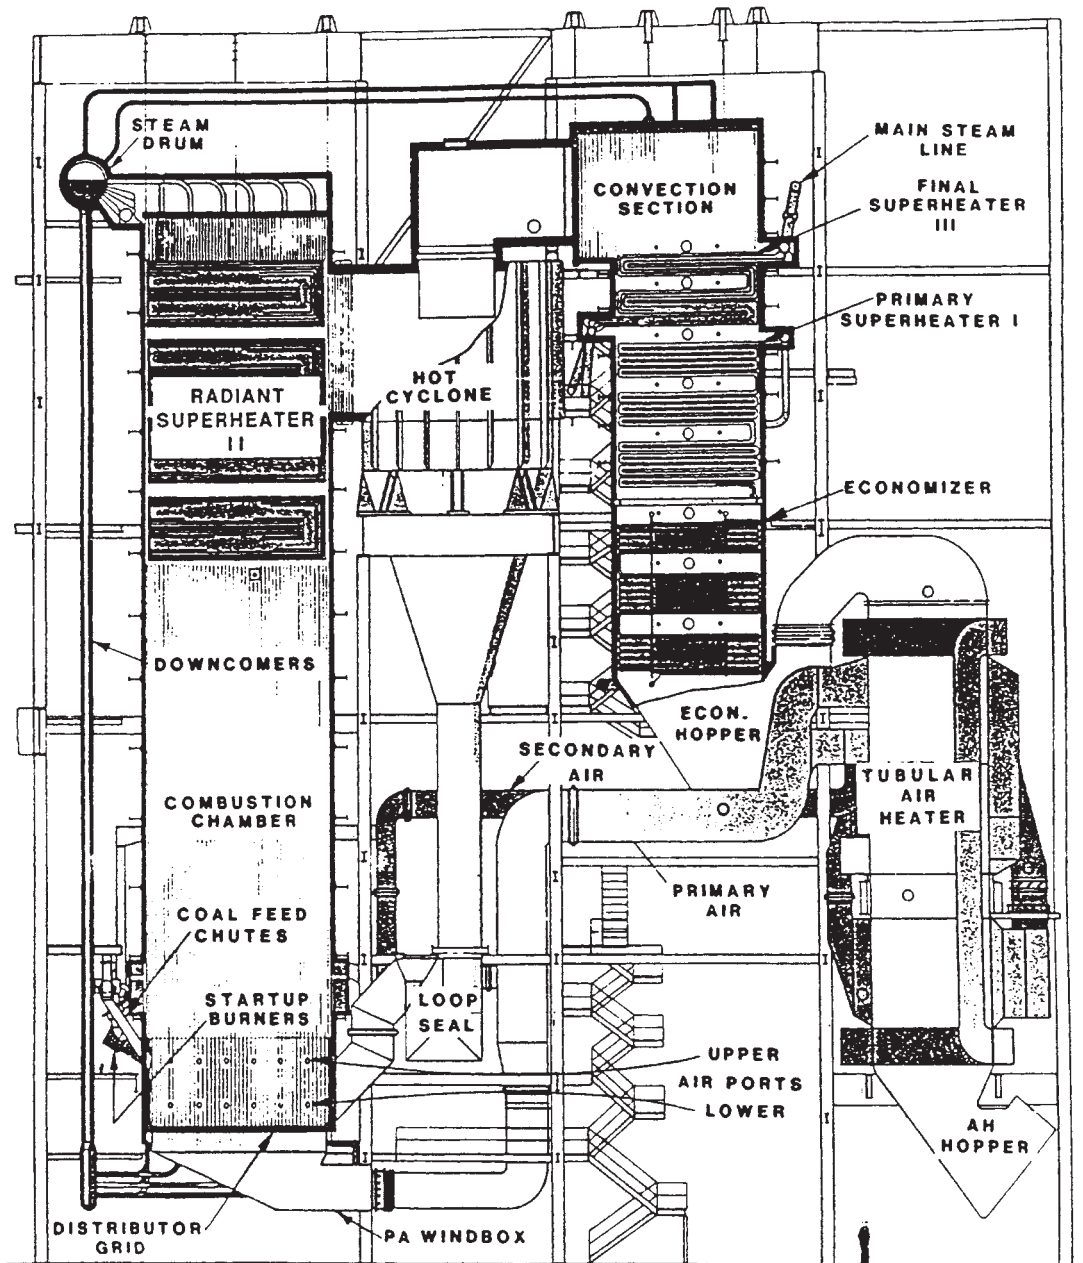 STEAM
DRUM
MAIN STEAM
LINE
CONVECTION
SECTION
FINAL
SUPERHEATER
III
PRIMARY
SUPERHEATER I
HOT
CYCLONE
RADIANT
SUPERHEATER
II
ECONOMIZER
DOWNCOMERS
ECON.
HOPPER
SECONDARY
AIR
TUBULAR
AIR
HEATER
COMBUSTION
CHAMBER
PRIMARY
AIR
COAL FEED
CHUTES
STARTUP
BURNERS
LOOP
SEAL
UPPER
AIR PORTS
LOWER
AH
HOPPER
DISTRIBUTOR
GRID
PA WINDBOX